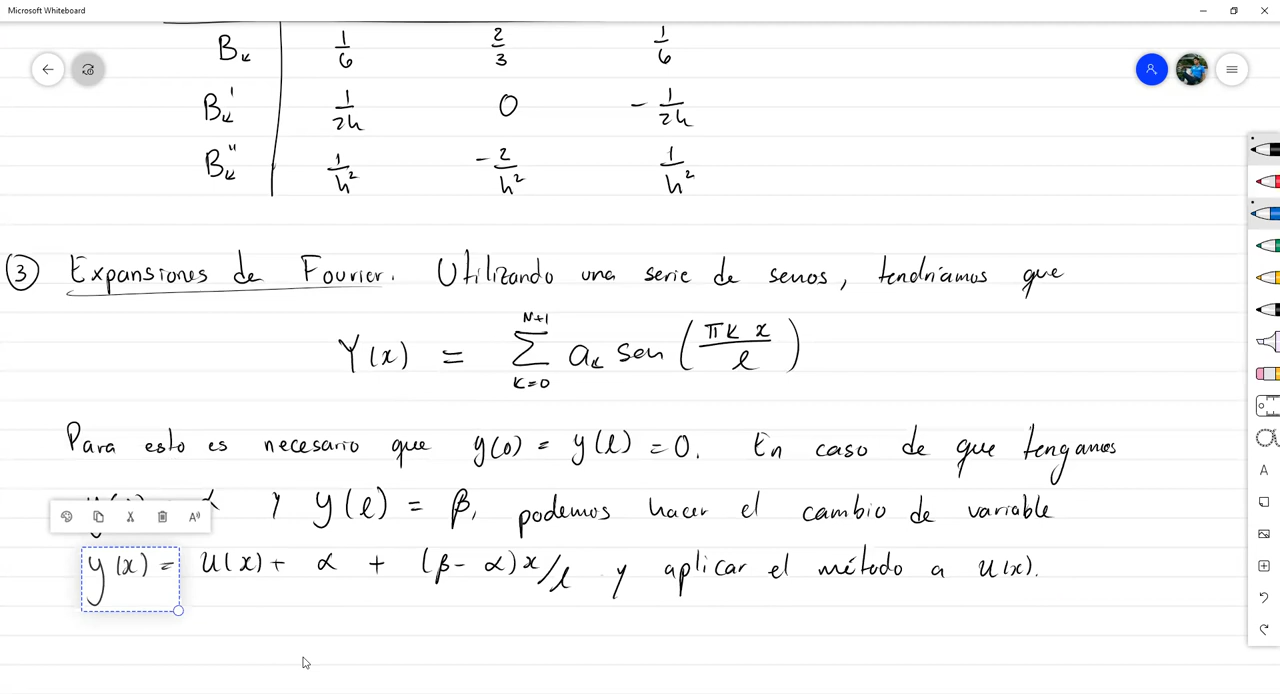 Microsoft Whiteboard
B_k 1/6 2/3 1/6
B_k' 1/2h 0 - 1/2h
B_k'' 1/h² -2/h² 1/h²
③ Expansiones de Fourier. Utilizando una serie de senos, tendríamos que
Y(x) = ∑_{k=0}^{N+1} a_k sen(πk x / l)
Para esto es necesario que y(0) = y(l) = 0. En caso de que tengamos
α y y(l) = β, podemos hacer el cambio de variable
y(x) = u(x) + α + (β - α)x/l y aplicar el método a u(x).